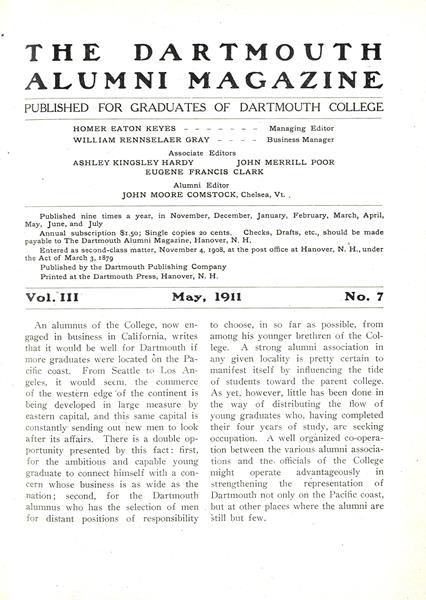 THE DARTMOUTH
ALUMNI MAGAZINE
PUBLISHED FOR GRADUATES OF DARTMOUTH COLLEGE
HOMER EATON KEYES - - - - - - - Managing Editor
WILLIAM RENNSELAER GRAY - - - - Business Manager
Associate Editors
ASHLEY KINGSLEY HARDY JOHN MERRILL POOR
EUGENE FRANCIS CLARK
Alumni Editor
JOHN MOORE COMSTOCK, Chelsea, Vt.
Published nine times a year, in November, December, January, February, March, April,
May, June, and July
Annual subscription $1.50; Single copies 20 cents. Checks, Drafts, etc., should be made
payable to The Dartmouth Alumni Magazine, Hanover, N. H.
Entered as second-class matter, November 4, 1908, at the post office at Hanover, N. H., under
the Act of March 3, 1879
Published by the Dartmouth Publishing Company
Printed at the Dartmouth Press, Hanover, N. H.
Vol. III May, 1911 No. 7
An alumnus of the College, now en-
gaged in business in California, writes
that it would be well for Dartmouth if
more graduates were located on the Pa-
cific coast. From Seattle to Los An-
geles, it would seem, the commerce
of the western edge of the continent is
being developed in large measure by
eastern capital, and this same capital is
constantly sending out new men to look
after its affairs. There is a double op-
portunity presented by this fact: first,
for the ambitious and capable young
graduate to connect himself with a con-
cern whose business is as wide as the
nation; second, for the Dartmouth
alumnus who has the selection of men
for distant positions of responsibility
to choose, in so far as possible, from
among his younger brethren of the Col-
lege. A strong alumni association in
any given locality is pretty certain to
manifest itself by influencing the tide
of students toward the parent college.
As yet, however, little has been done in
the way of distributing the flow of
young graduates who, having completed
their four years of study, are seeking
occupation. A well organized co-opera-
tion between the various alumni associa-
tions and the officials of the College
might operate advantageously in
strengthening the representation of
Dartmouth not only on the Pacific coast,
but at other places where the alumni are
still but few.